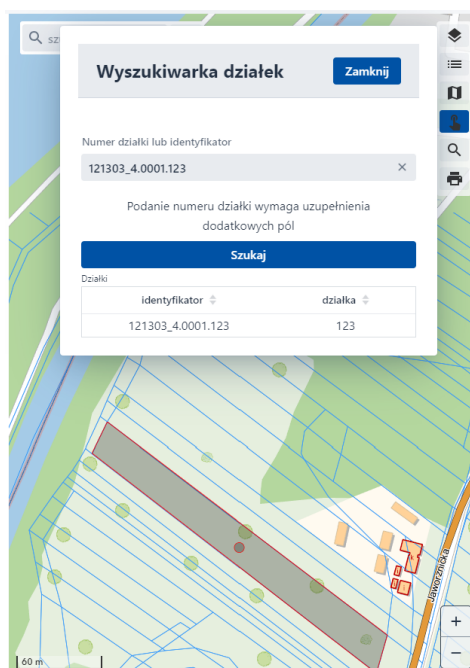 sz
Wyszukiwarka działek
Zamknij
Numer działki lub identyfikator
121303_4.0001.123
Podanie numeru działki wymaga uzupełnienia
dodatkowych pól
Szukaj
Działki
identyfikator
działka
121303_4.0001.123
123
Jaworznicka
+
−
60 m